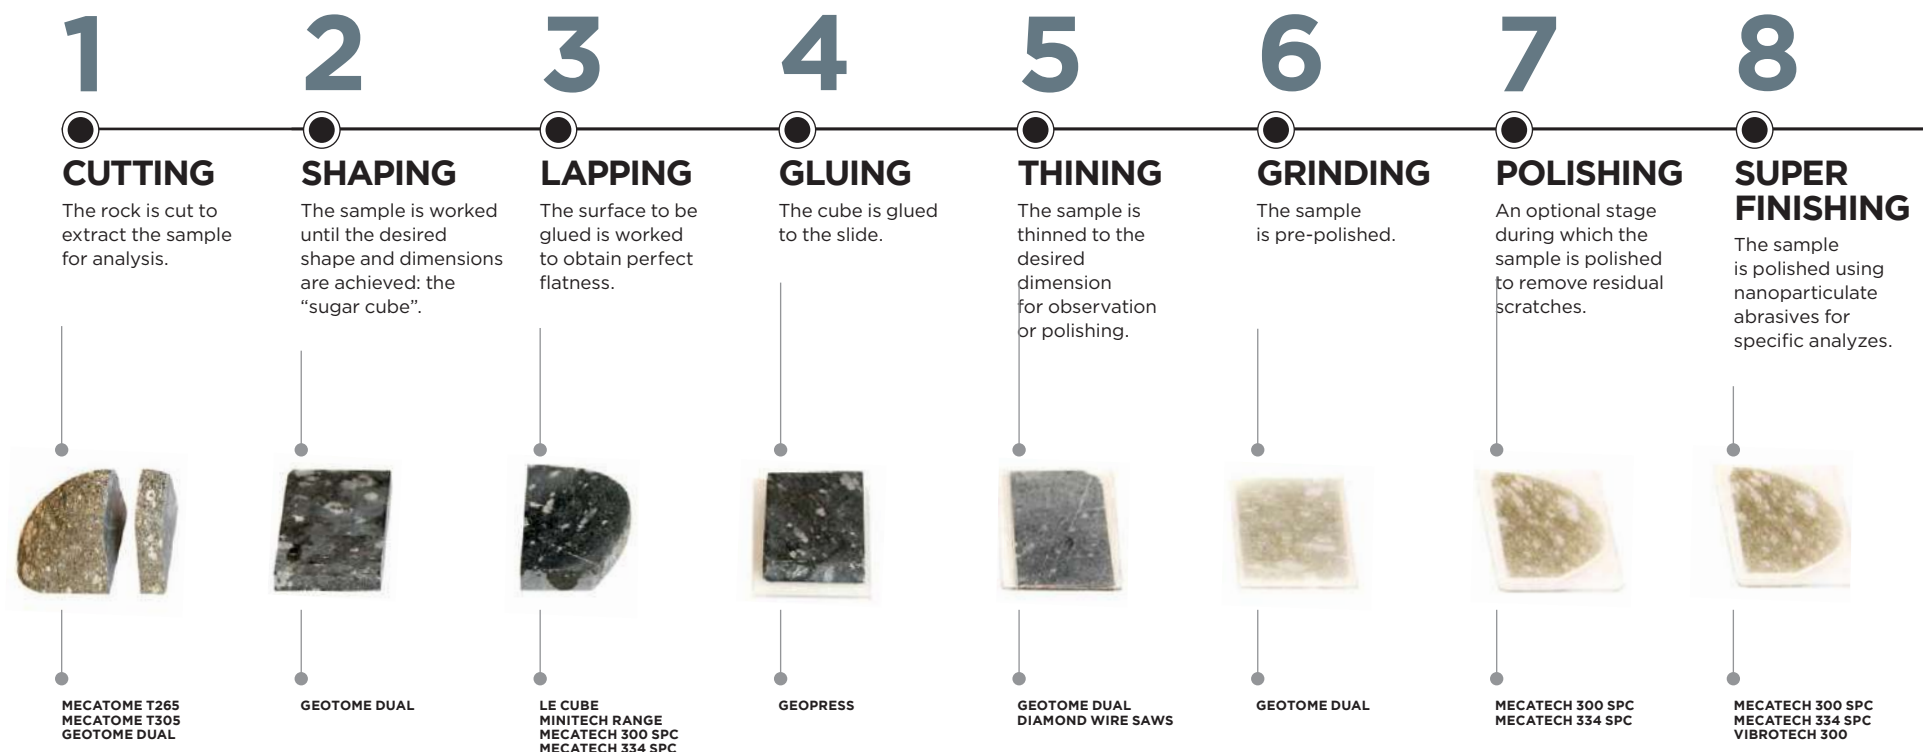 1
CUTTING
The rock is cut to
extract the sample
for analysis.
MECATOME T265
MECATOME T305
GEOTOME DUAL
2
SHAPING
The sample is worked
until the desired
shape and dimensions
are achieved: the
“sugar cube”.
GEOTOME DUAL
3
LAPPING
The surface to be
glued is worked
to obtain perfect
flatness.
LE CUBE
MINITECH RANGE
MECATECH 300 SPC
MECATECH 334 SPC
4
GLUING
The cube is glued
to the slide.
GEOPRESS
5
THINING
The sample is
thinned to the
desired
dimension
for observation
or polishing.
GEOTOME DUAL
DIAMOND WIRE SAWS
6
GRINDING
The sample
is pre-polished.
GEOTOME DUAL
7
POLISHING
An optional stage
during which the
sample is polished
to remove residual
scratches.
MECATECH 300 SPC
MECATECH 334 SPC
8
SUPER
FINISHING
The sample
is polished using
nanoparticulate
abrasives for
specific analyzes.
MECATECH 300 SPC
MECATECH 334 SPC
VIBROTECH 300